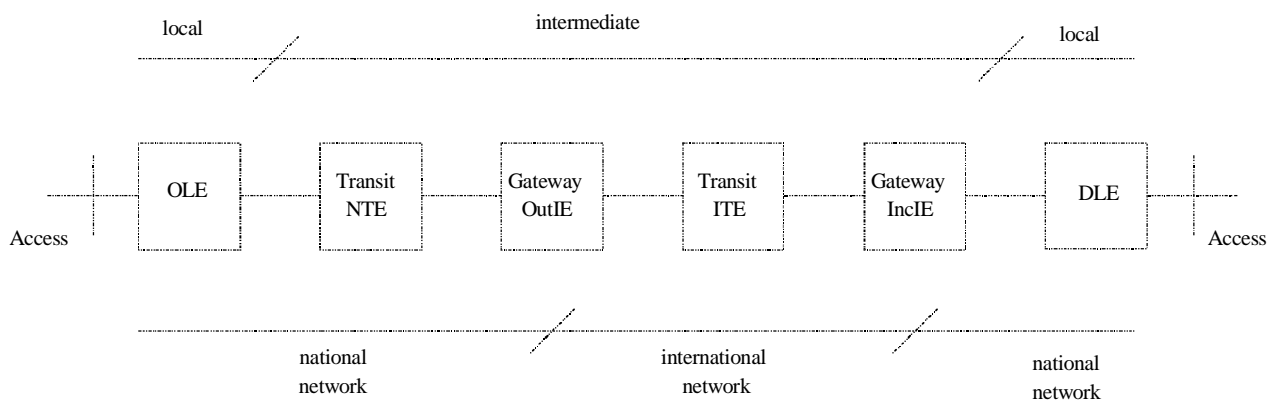 local
intermediate
local
OLE
Transit
NTE
Gateway
OutIE
Transit
ITE
Gateway
IncIE
DLE
Access
Access
national
network
international
network
national
network